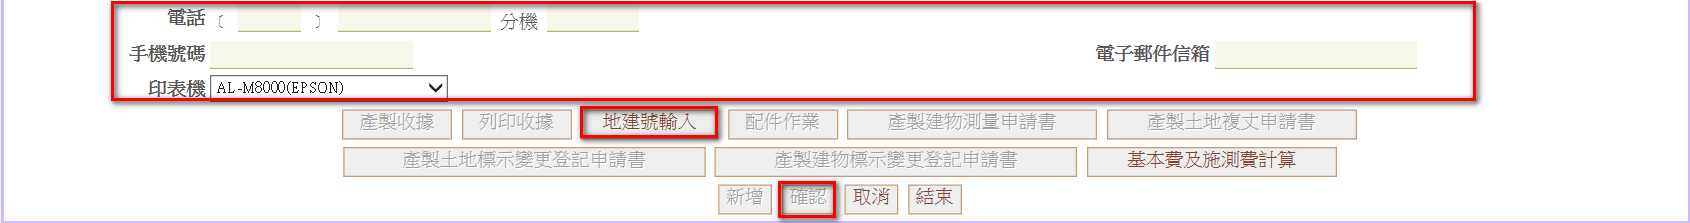 電話 ( ) 分機
手機號碼 電子郵件信箱
印表機 AL-M8000(EPSON)
產製收據 列印收據 地建號輸入 配件作業 產製建物測量申請書 產製土地複丈申請書
產製土地標示變更登記申請書 產製建物標示變更登記申請書 基本費及施測費計算
新增 確認 取消 結束